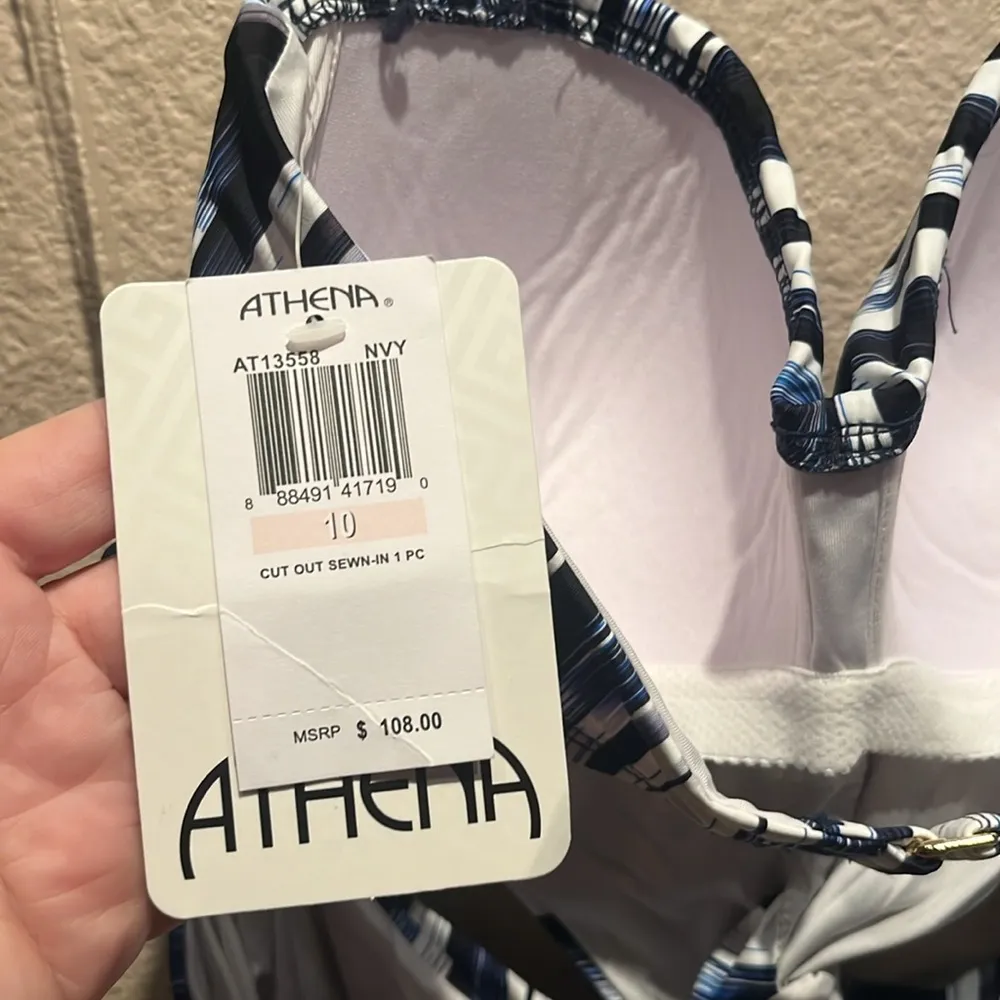 ATHENA®
AT13558 NVY
8 88491 41719 0
10
CUT OUT SEWN-IN 1 PC
MSRP $ 108.00
ATHENA